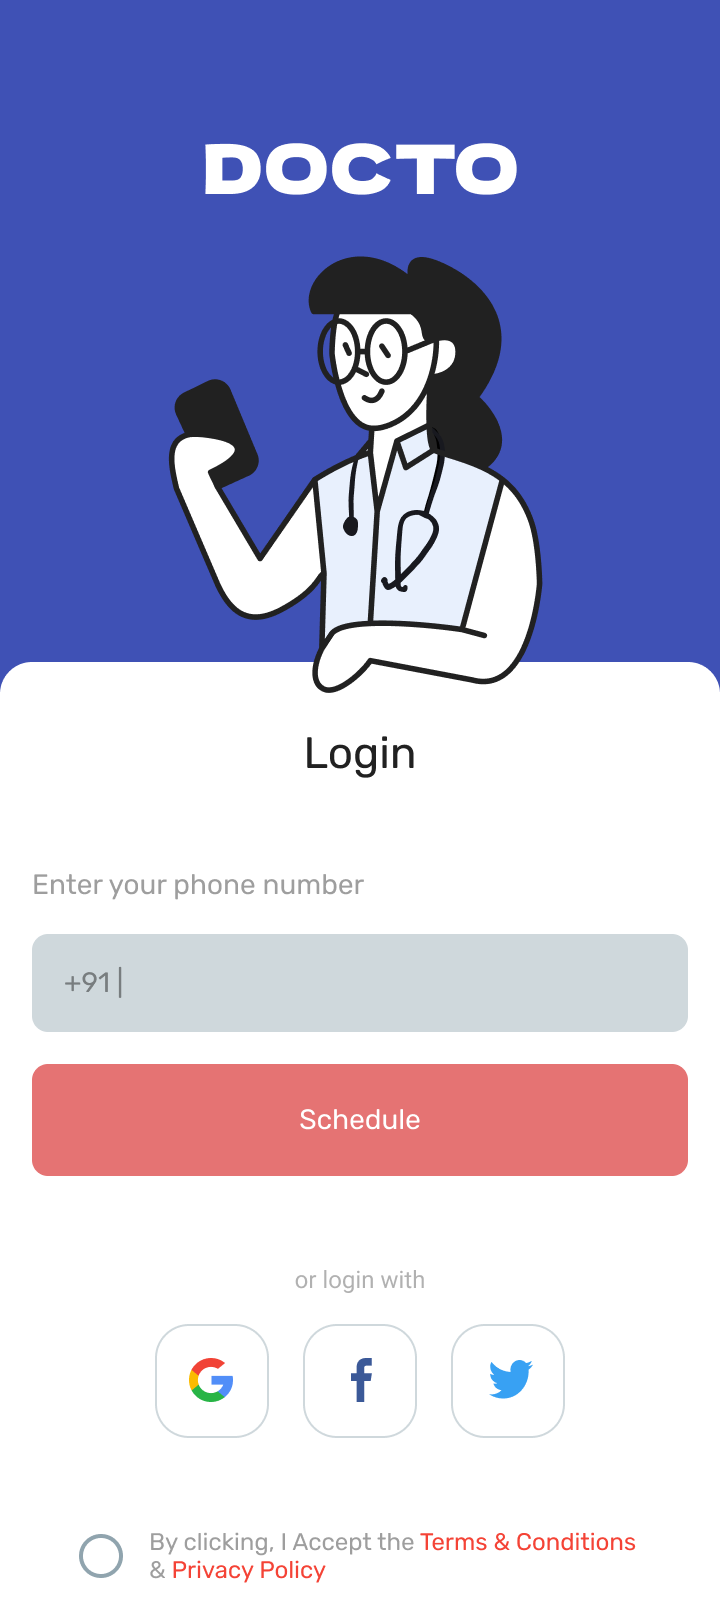 DOCTO
Login
Enter your phone number
+91
Schedule
or login with
By clicking, I Accept the Terms & Conditions
& Privacy Policy